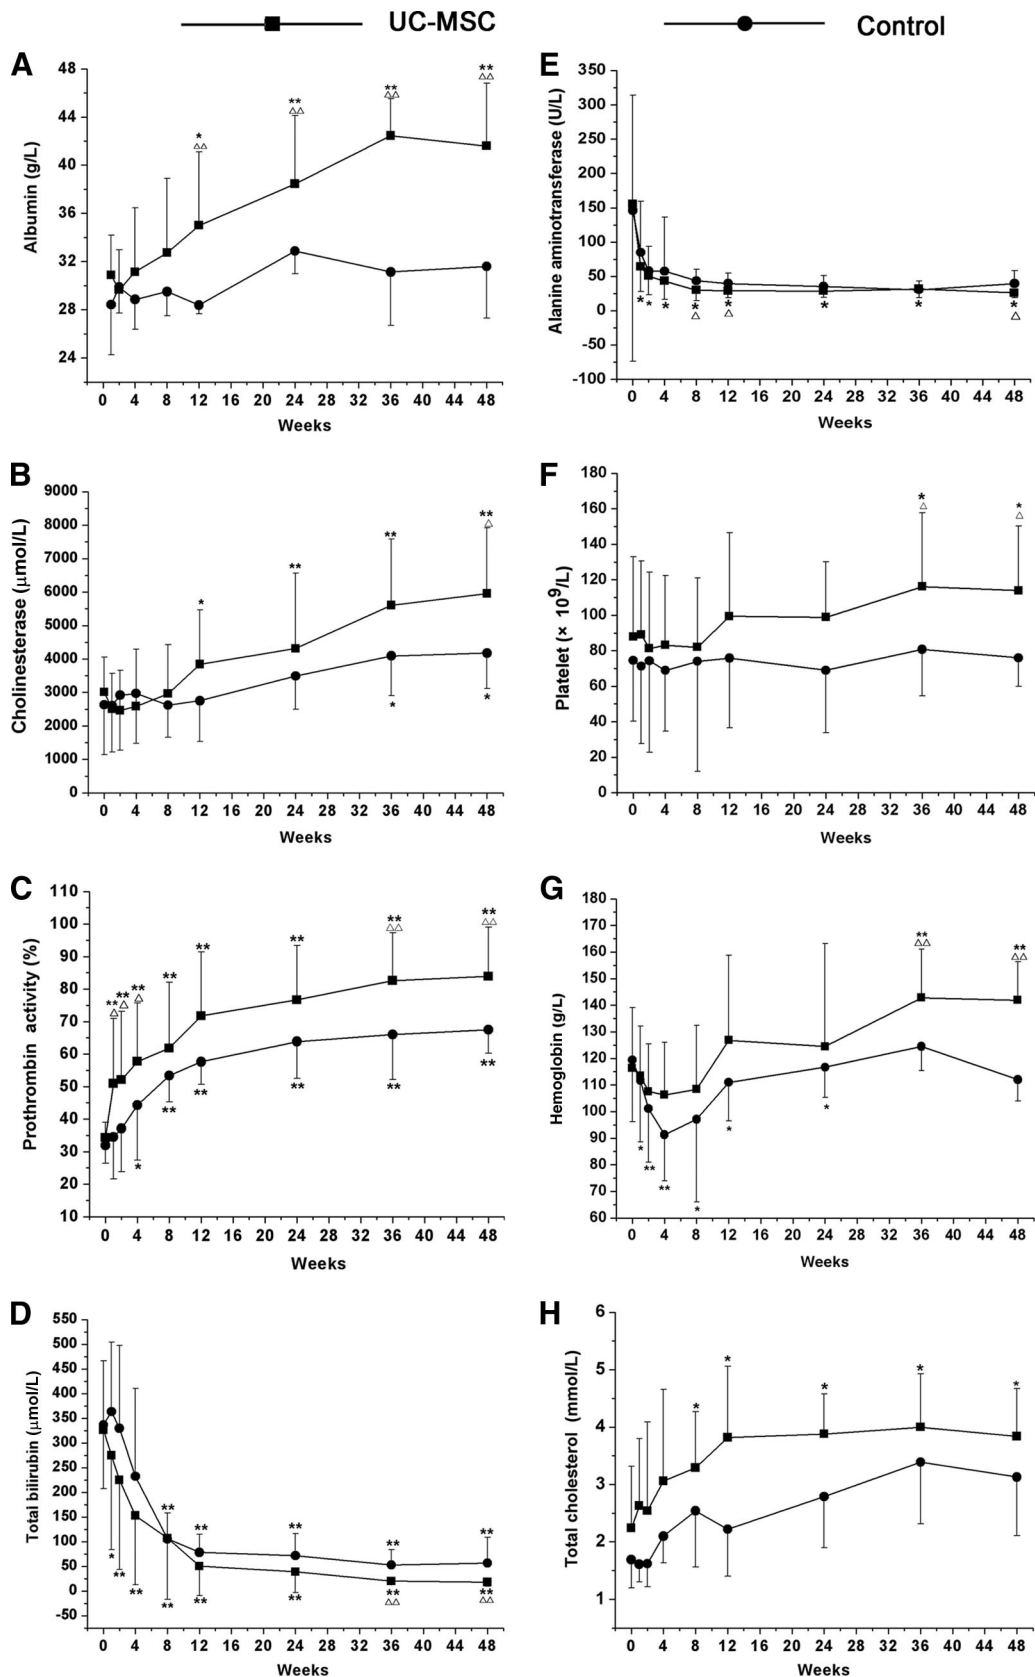 UC-MSC Control
A
Albumin (g/L)
48
44
40
36
32
28
24
*
△△
**
△△
**
△△
**
△△
0 4 8 12 16 20 24 28 32 36 40 44 48
Weeks
E
Alanine aminotransferase (U/L)
350
300
250
200
150
100
50
0
-50
-100
* * * * * * * *
△ △ △
0 4 8 12 16 20 24 28 32 36 40 44 48
Weeks
B
Cholinesterase (μmol/L)
9000
8000
7000
6000
5000
4000
3000
2000
1000
0
*
**
**
**
△
* *
0 4 8 12 16 20 24 28 32 36 40 44 48
Weeks
F
Platelet (× 10⁹/L)
180
160
140
120
100
80
60
40
20
0
*
△
*
△
0 4 8 12 16 20 24 28 32 36 40 44 48
Weeks
C
Prothrombin activity (%)
110
100
90
80
70
60
50
40
30
20
10
**
△
**
△
**
△
**
**
**
**
△△
**
△△
* ** ** ** ** **
0 4 8 12 16 20 24 28 32 36 40 44 48
Weeks
G
Hemoglobin (g/L)
180
170
160
150
140
130
120
110
100
90
80
70
60
**
△△
**
△△
* ** ** * * *
0 4 8 12 16 20 24 28 32 36 40 44 48
Weeks
D
Total bilirubin (μmol/L)
550
500
450
400
350
300
250
200
150
100
50
0
-50
** ** ** ** **
* ** ** ** ** ** ** **
△△ △△
0 4 8 12 16 20 24 28 32 36 40 44 48
Weeks
H
Total cholesterol (mmol/L)
6
5
4
3
2
1
* * * * *
0 4 8 12 16 20 24 28 32 36 40 44 48
Weeks